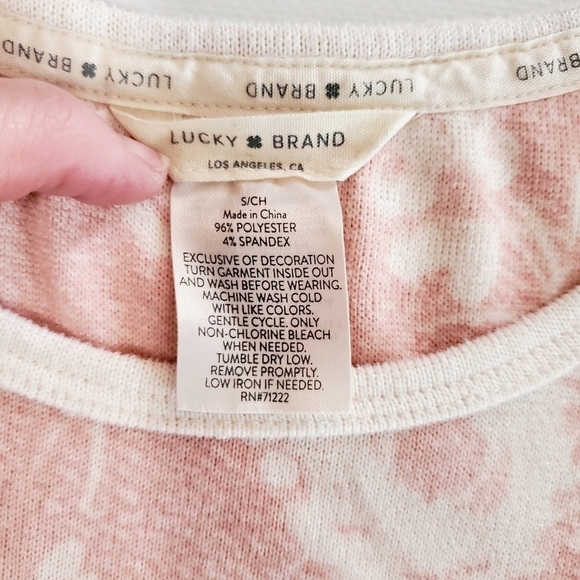 LUCKY BRAND
LUCKY BRAND
LUCKY BRAND
LUCKY BRAND
LOS ANGELES, CA
S/CH
Made in China
96% POLYESTER
4% SPANDEX
EXCLUSIVE OF DECORATION
TURN GARMENT INSIDE OUT
AND WASH BEFORE WEARING.
MACHINE WASH COLD
WITH LIKE COLORS.
GENTLE CYCLE. ONLY
NON-CHLORINE BLEACH
WHEN NEEDED.
TUMBLE DRY LOW.
REMOVE PROMPTLY.
LOW IRON IF NEEDED.
RN#71222